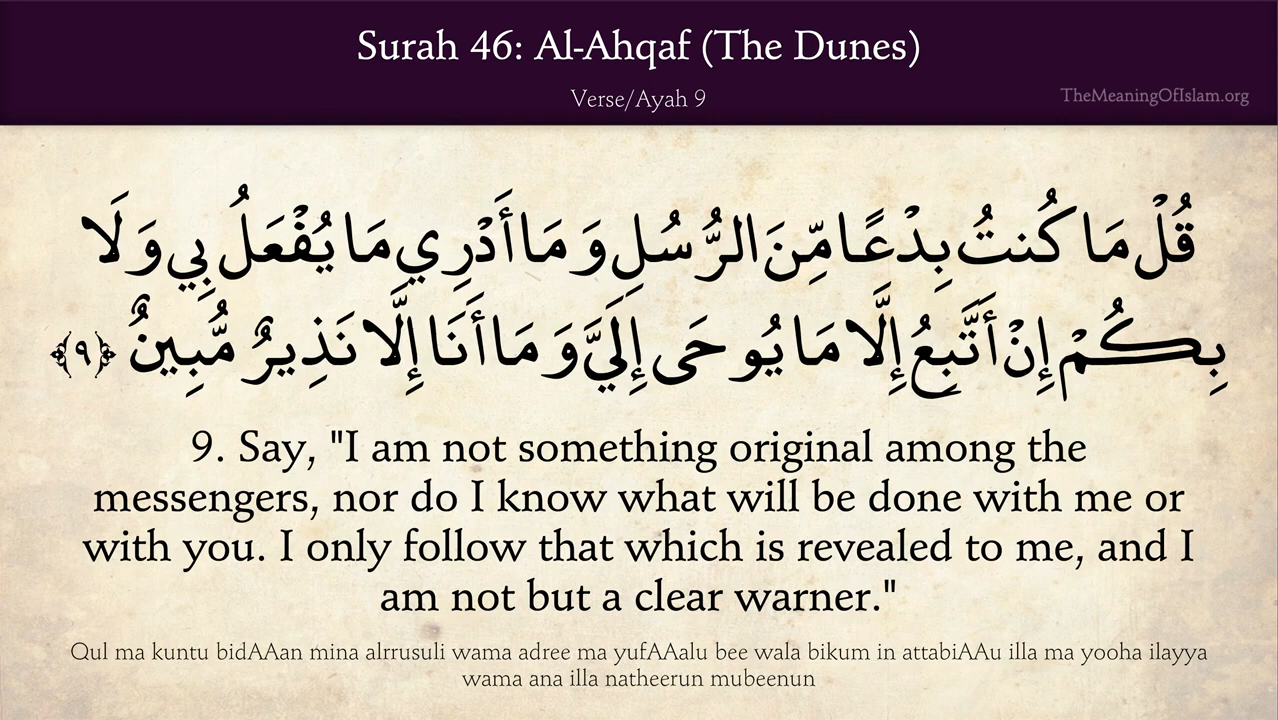 Surah 46: Al-Ahqaf (The Dunes)
Verse/Ayah 9
TheMeaningOfIslam.org
قُلْ مَا كُنتُ بِدْعًا مِّنَ الرُّسُلِ وَمَا أَدْرِي مَا يُفْعَلُ بِي وَلَا
بِكُمْ إِنْ أَتَّبِعُ إِلَّا مَا يُوحَى إِلَيَّ وَمَا أَنَا إِلَّا نَذِيرٌ مُّبِينٌ ﴿٩﴾
9. Say, "I am not something original among the
messengers, nor do I know what will be done with me or
with you. I only follow that which is revealed to me, and I
am not but a clear warner."
Qul ma kuntu bidAAan mina alrrusuli wama adree ma yufAAalu bee wala bikum in attabiAAu illa ma yooha ilayya
wama ana illa natheerun mubeenun